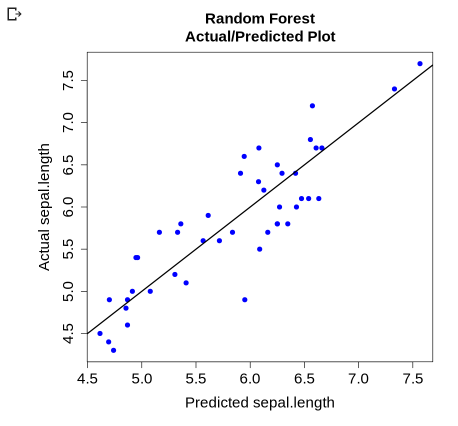 Random Forest
Actual/Predicted Plot
Actual sepal.length
7.5
7.0
6.5
6.0
5.5
5.0
4.5
4.5 5.0 5.5 6.0 6.5 7.0 7.5
Predicted sepal.length